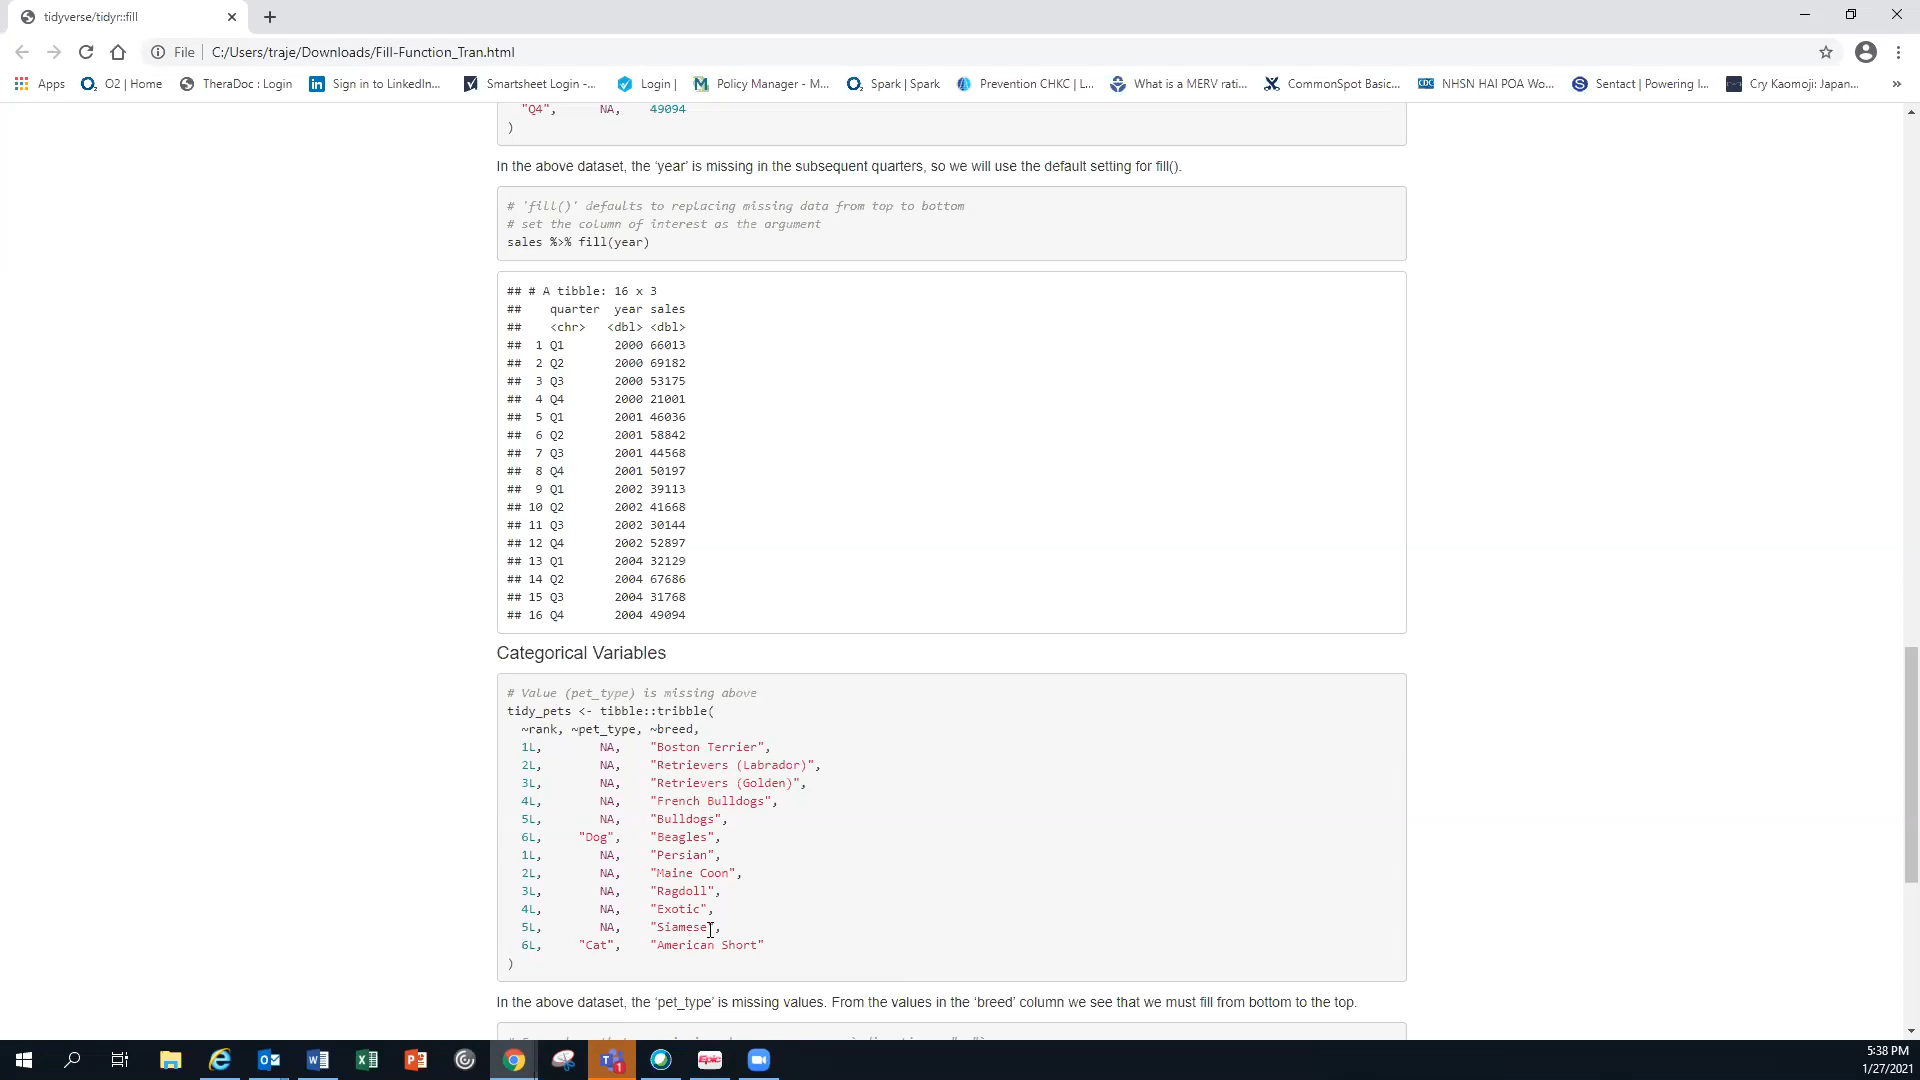 tidyverse/tidyr::fill
File | C:/Users/traje/Downloads/Fill-Function_Tran.html
Apps O2 | Home TheraDoc : Login Sign in to LinkedIn... Smartsheet Login -... Login | Policy Manager - M... Spark | Spark Prevention CHKC | L... What is a MERV rati... CommonSpot Basic... NHSN HAI POA Wo... Sentact | Powering I... Cry Kaomoji: Japan... »
"Q4", NA, 49094
)
In the above dataset, the ‘year’ is missing in the subsequent quarters, so we will use the default setting for fill().
# 'fill()' defaults to replacing missing data from top to bottom
# set the column of interest as the argument
sales %>% fill(year)
## # A tibble: 16 x 3
## quarter year sales
## <chr> <dbl> <dbl>
## 1 Q1 2000 66013
## 2 Q2 2000 69182
## 3 Q3 2000 53175
## 4 Q4 2000 21001
## 5 Q1 2001 46036
## 6 Q2 2001 58842
## 7 Q3 2001 44568
## 8 Q4 2001 50197
## 9 Q1 2002 39113
## 10 Q2 2002 41668
## 11 Q3 2002 30144
## 12 Q4 2002 52897
## 13 Q1 2004 32129
## 14 Q2 2004 67686
## 15 Q3 2004 31768
## 16 Q4 2004 49094
Categorical Variables
# Value (pet_type) is missing above
tidy_pets <- tibble::tribble(
~rank, ~pet_type, ~breed,
1L, NA, "Boston Terrier",
2L, NA, "Retrievers (Labrador)",
3L, NA, "Retrievers (Golden)",
4L, NA, "French Bulldogs",
5L, NA, "Bulldogs",
6L, "Dog", "Beagles",
1L, NA, "Persian",
2L, NA, "Maine Coon",
3L, NA, "Ragdoll",
4L, NA, "Exotic",
5L, NA, "Siamese",
6L, "Cat", "American Short"
)
In the above dataset, the ‘pet_type’ is missing values. From the values in the ‘breed’ column we see that we must fill from bottom to the top.
5:38 PM
1/27/2021